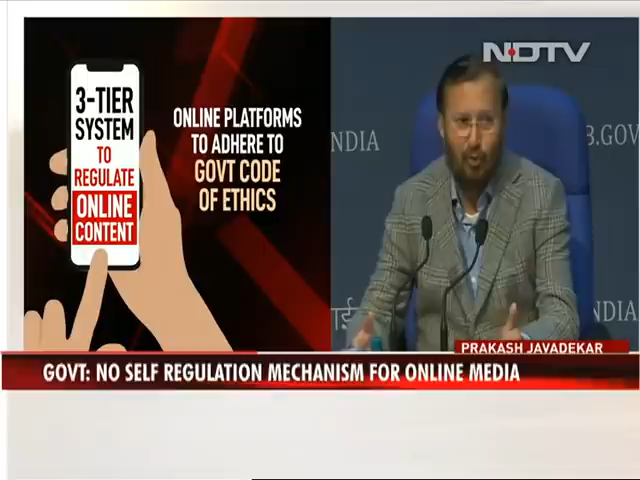 NDTV
3-TIER
SYSTEM
TO
REGULATE
ONLINE
CONTENT
ONLINE PLATFORMS
TO ADHERE TO
GOVT CODE
OF ETHICS
NDIA
B.GOV
NDIA
PRAKASH JAVADEKAR
GOVT: NO SELF REGULATION MECHANISM FOR ONLINE MEDIA